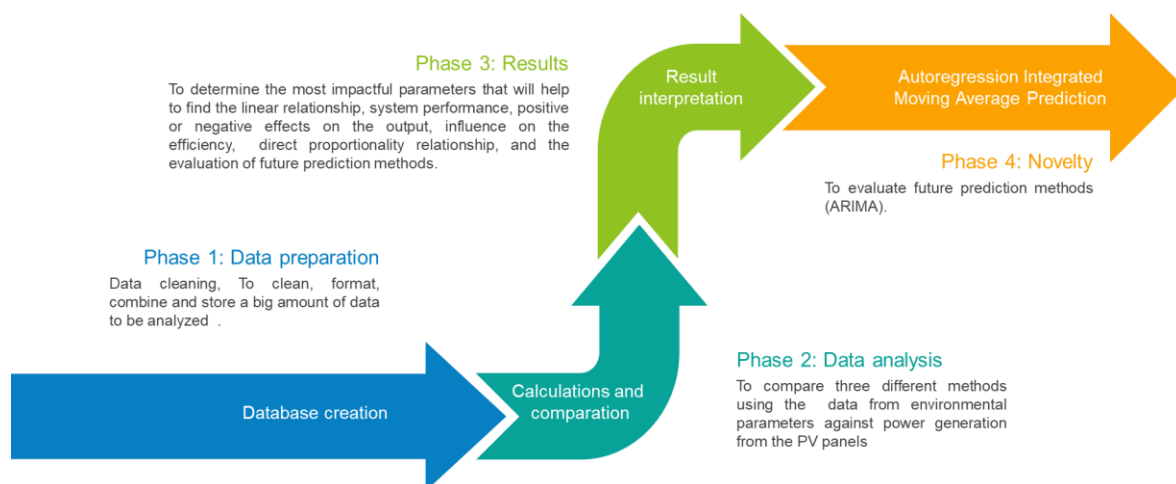 Phase 1: Data preparation
Data cleaning, To clean, format,
combine and store a big amount of data
to be analyzed .
Database creation
Calculations and
comparation
Phase 2: Data analysis
To compare three different methods
using the data from environmental
parameters against power generation
from the PV panels
Phase 3: Results
To determine the most impactful parameters that will help
to find the linear relationship, system performance, positive
or negative effects on the output, influence on the
efficiency, direct proportionality relationship, and the
evaluation of future prediction methods.
Result
interpretation
Autoregression Integrated
Moving Average Prediction
Phase 4: Novelty
To evaluate future prediction methods
(ARIMA).